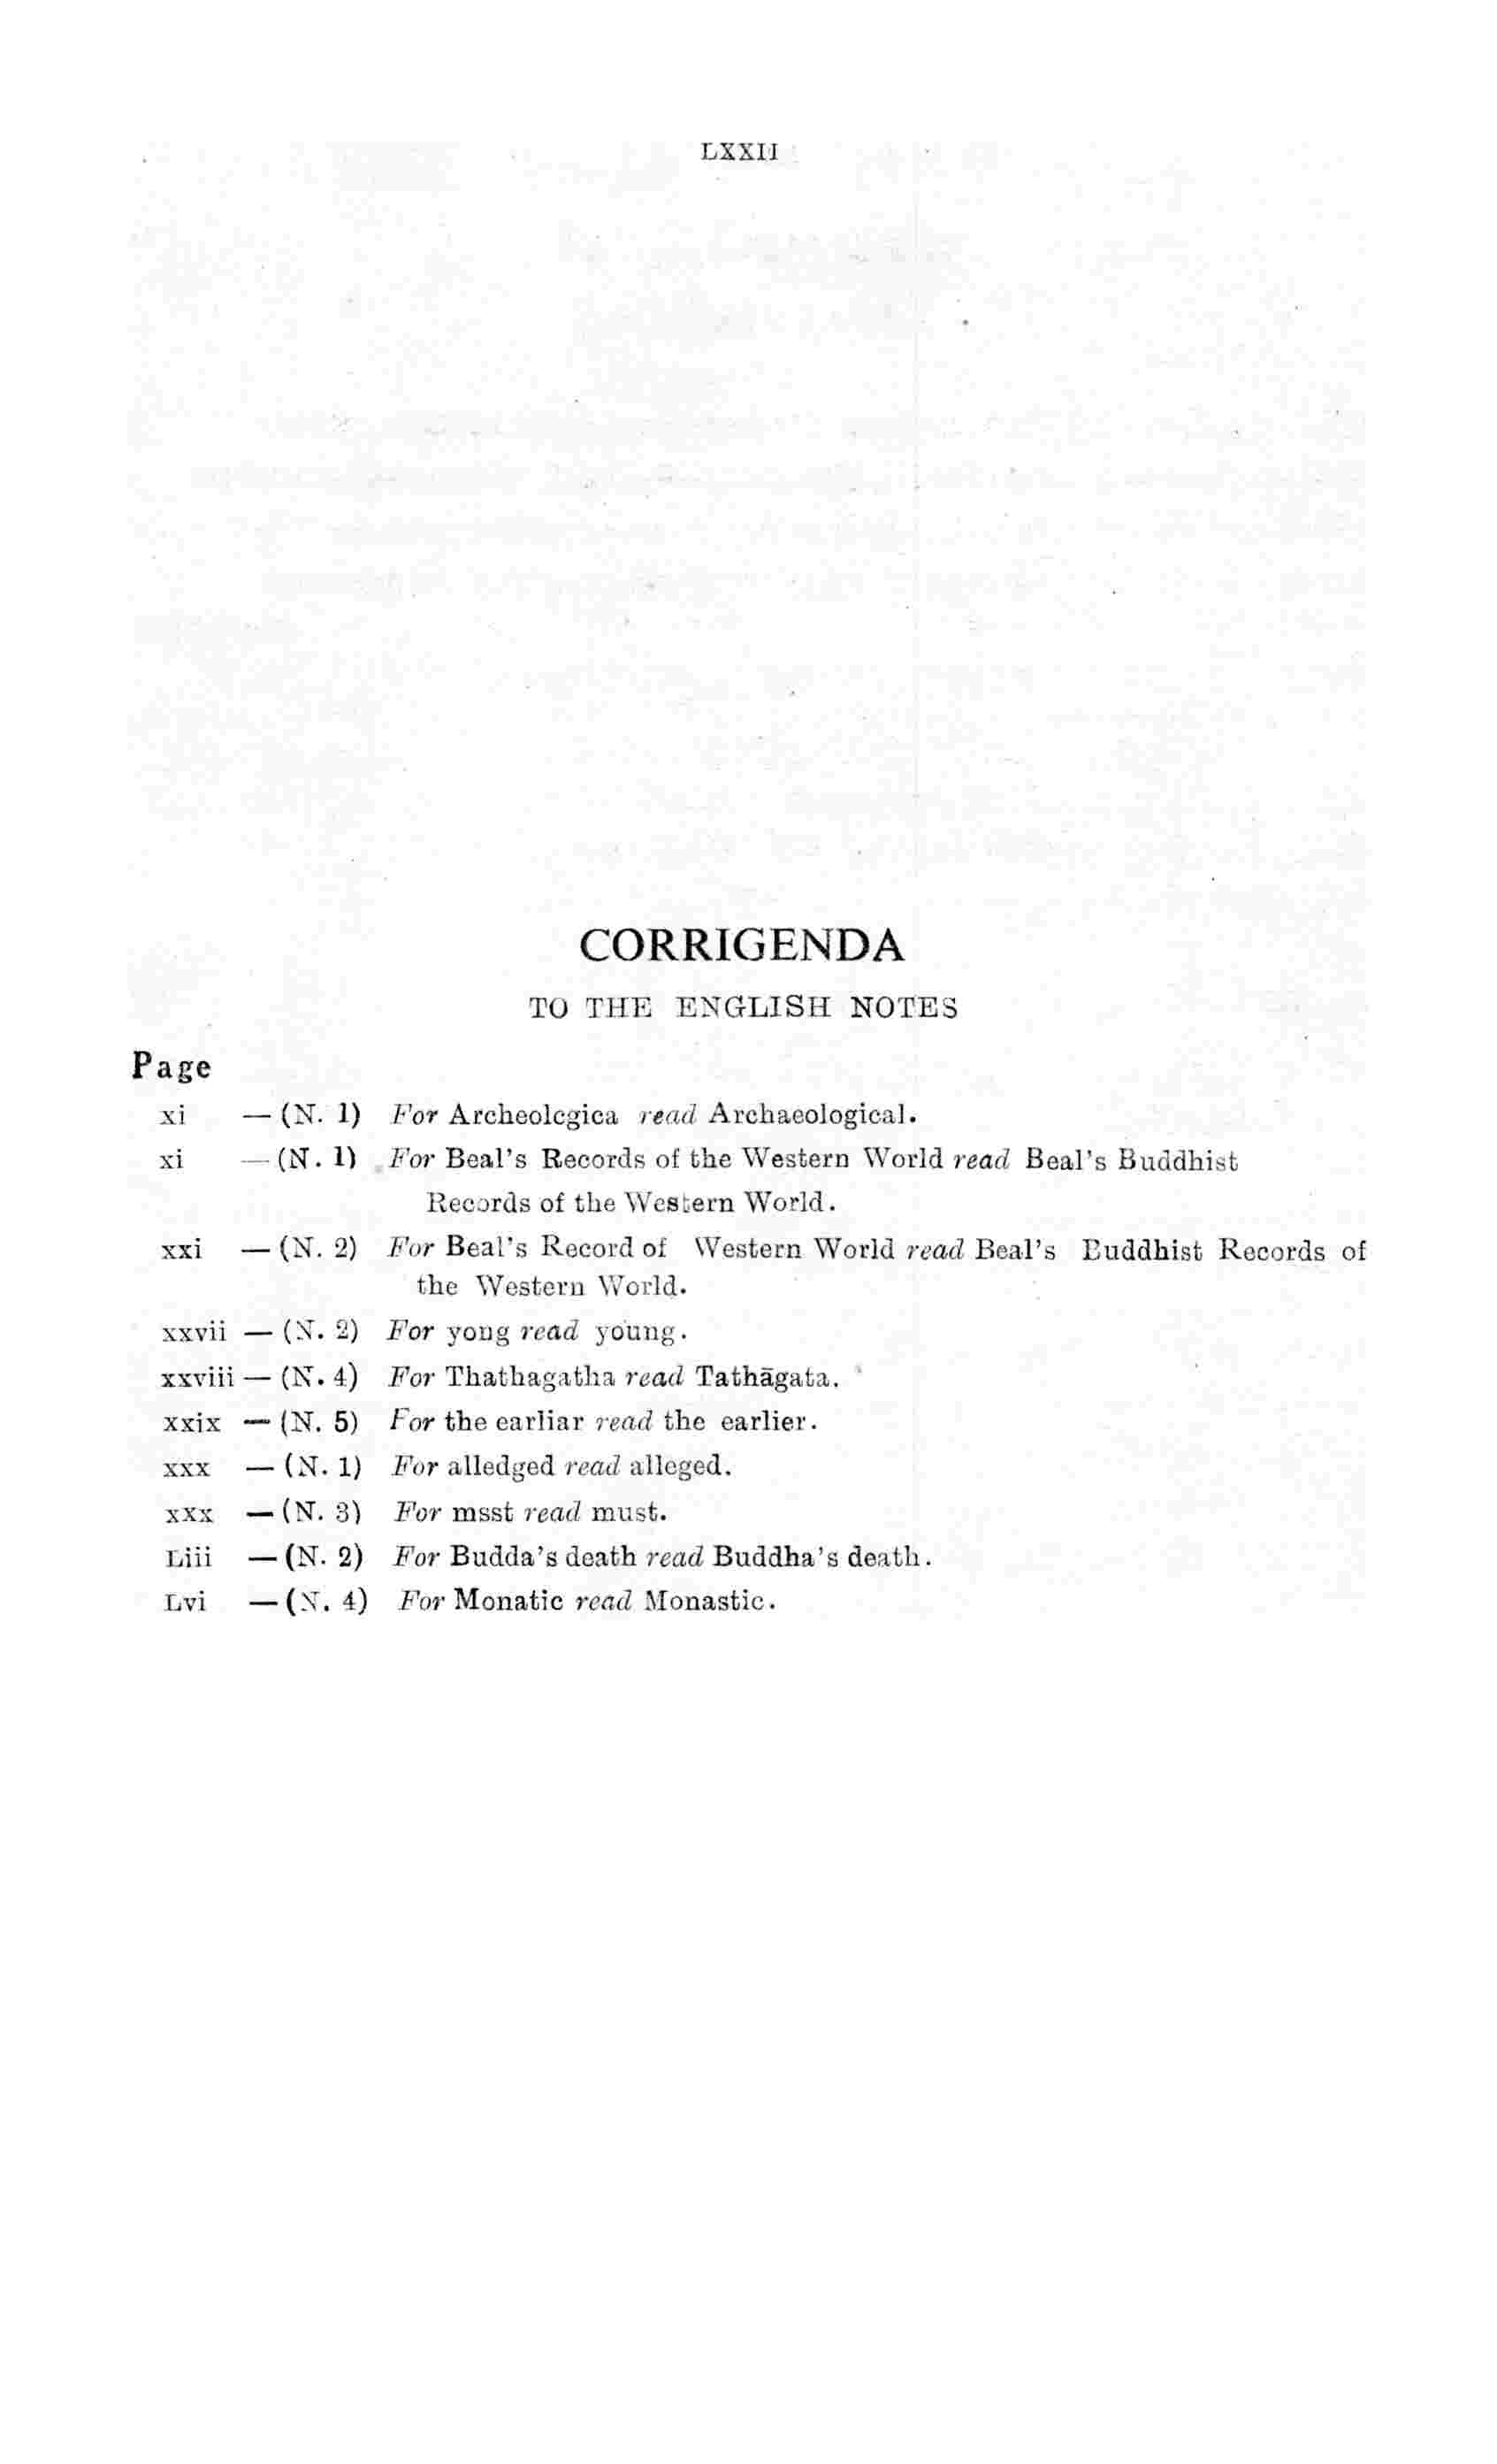 LXXII
CORRIGENDA
TO THE ENGLISH NOTES
Page
xi — (N. 1) For Archeolcgica read Archaeological.
xi — (N. 1) For Beal's Records of the Western World read Beal's Buddhist
Records of the Western World.
xxi — (N. 2) For Beal's Record of Western World read Beal's Buddhist Records of
the Western World.
xxvii — (N. 2) For yong read young.
xxviii — (N. 4) For Thathagatha read Tathāgata.
xxix — (N. 5) For the earliar read the earlier.
xxx — (N. 1) For alledged read alleged.
xxx — (N. 3) For msst read must.
Liii — (N. 2) For Budda's death read Buddha's death.
Lvi — (N. 4) For Monatic read Monastic.